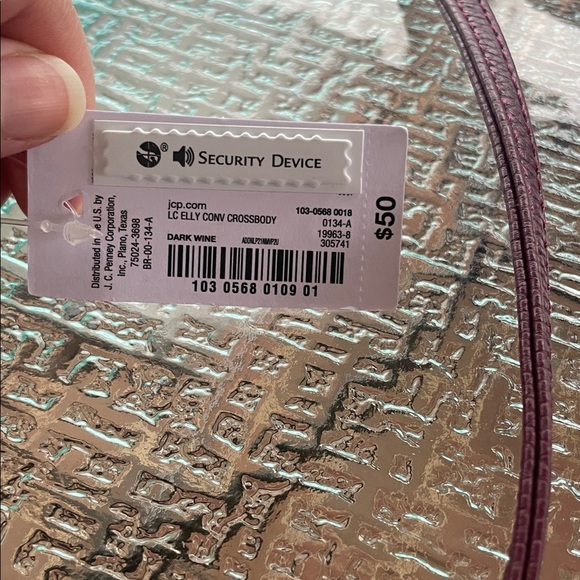 ® SECURITY DEVICE
jcp.com
LC ELLY CONV CROSSBODY
DARK WINE
103-0568 0018
0134-A
19963-8
305741
103 0568 0109 01
$50
Distributed in the U.S. by
J. C. Penney Corporation,
Inc., Plano, Texas
75024-3698
BR-00-134-A